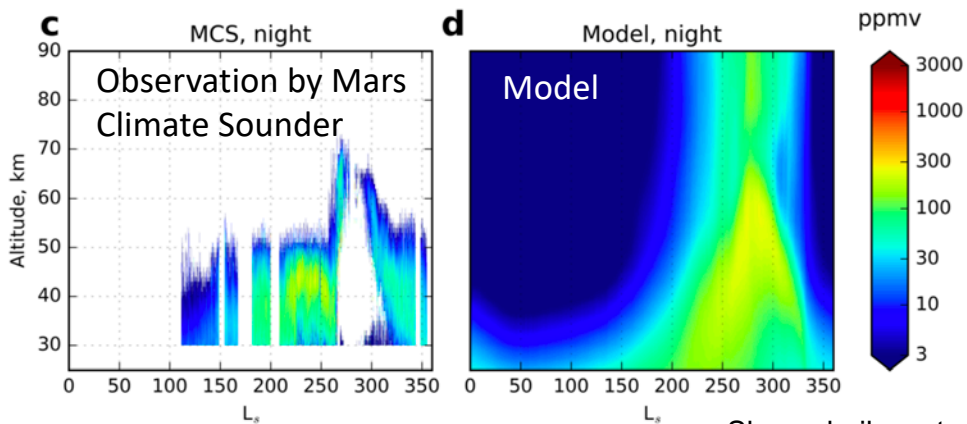 c
MCS, night
Observation by Mars
Climate Sounder
Altitude, km
90
80
70
60
50
40
30
0 50 100 150 200 250 300 350
Ls
d
Model, night
Model
0 50 100 150 200 250 300 350
Ls
ppmv
3000
1000
300
100
30
10
3